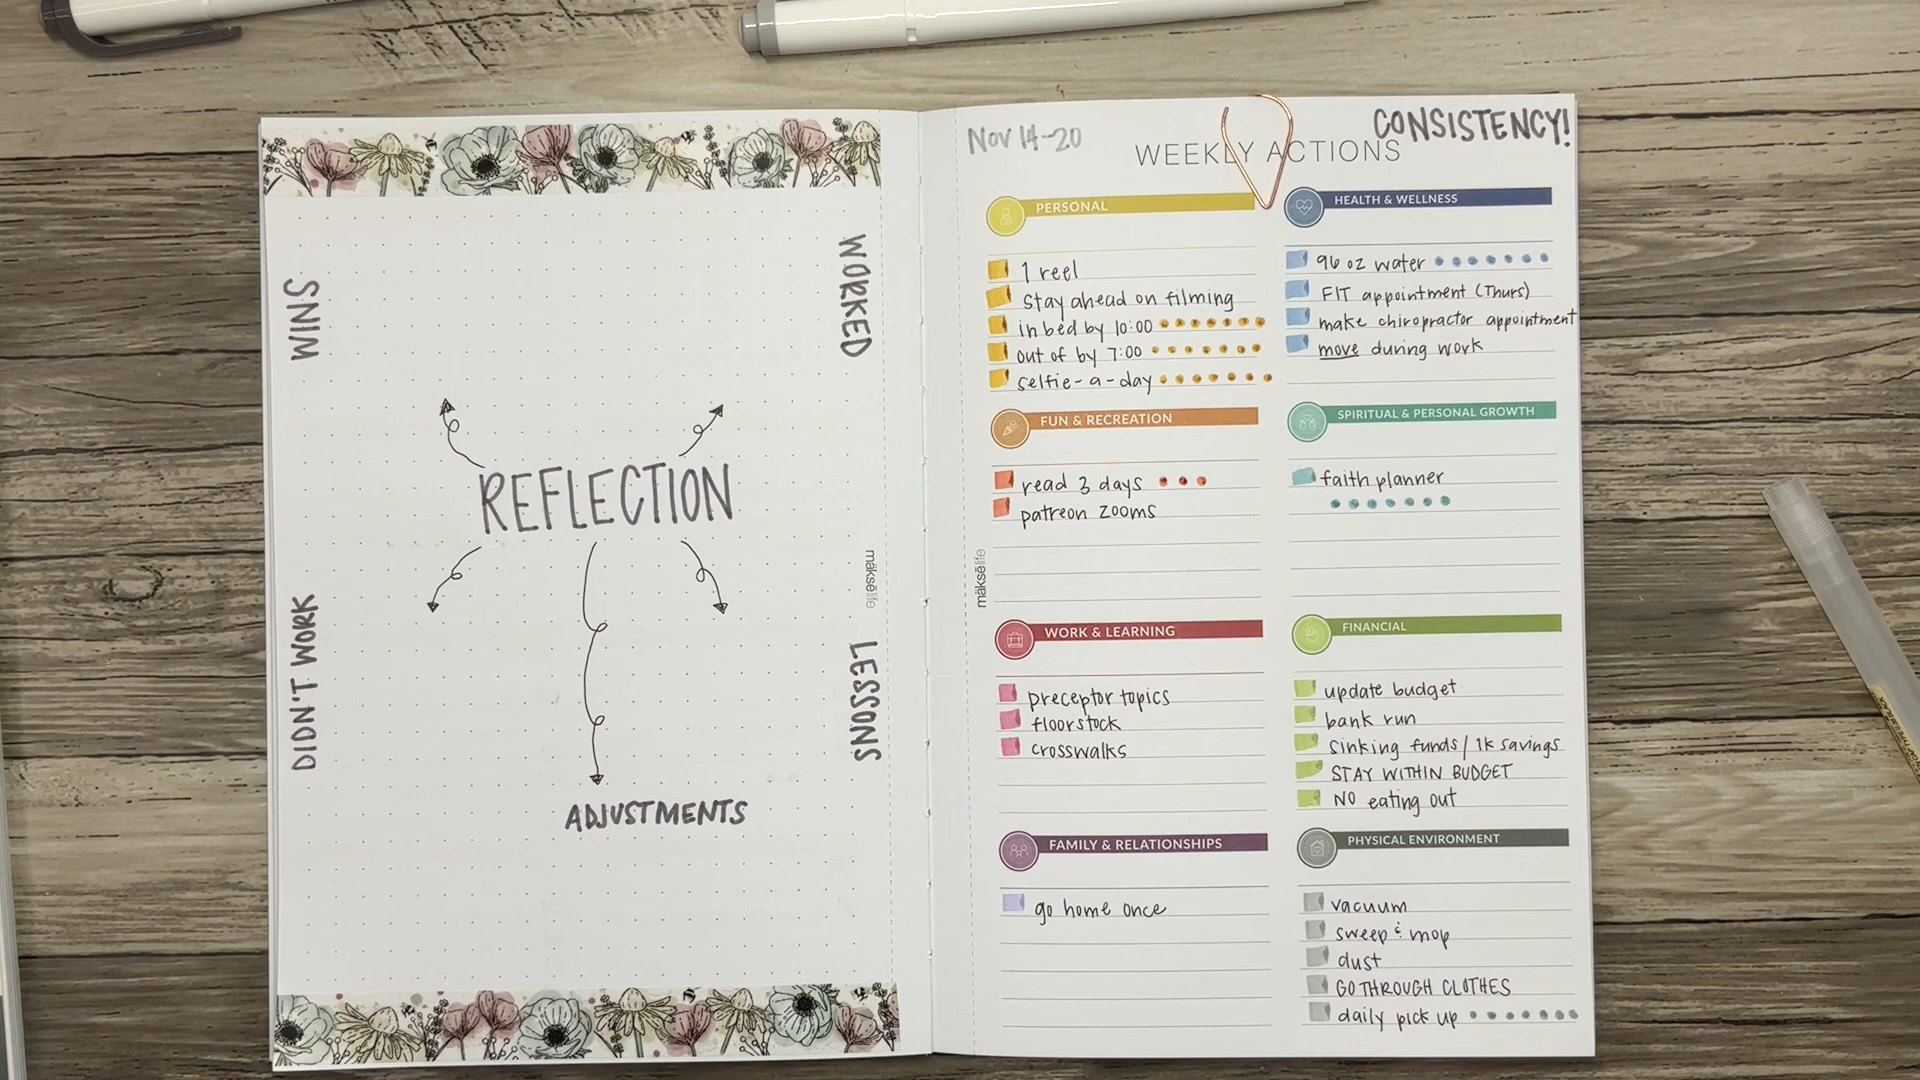 WINS
WORKED
REFLECTION
DIDN'T WORK
LESSONS
ADJUSTMENTS
mäksēlife
Nov 14-20
CONSISTENCY!
WEEKLY ACTIONS
PERSONAL
1 reel
Stay ahead on filming
in bed by 10:00
out of by 7:00
selfie-a-day
HEALTH & WELLNESS
96 oz water
FIT appointment (Thurs)
make chiropractor appointment
move during work
FUN & RECREATION
read 3 days
patreon zooms
SPIRITUAL & PERSONAL GROWTH
faith planner
mäksēlife
WORK & LEARNING
preceptor topics
floorstock
crosswalks
FINANCIAL
update budget
bank run
sinking funds / 1k savings
STAY WITHIN BUDGET
NO eating out
FAMILY & RELATIONSHIPS
go home once
PHYSICAL ENVIRONMENT
vacuum
sweep & mop
dust
GO THROUGH CLOTHES
daily pick up